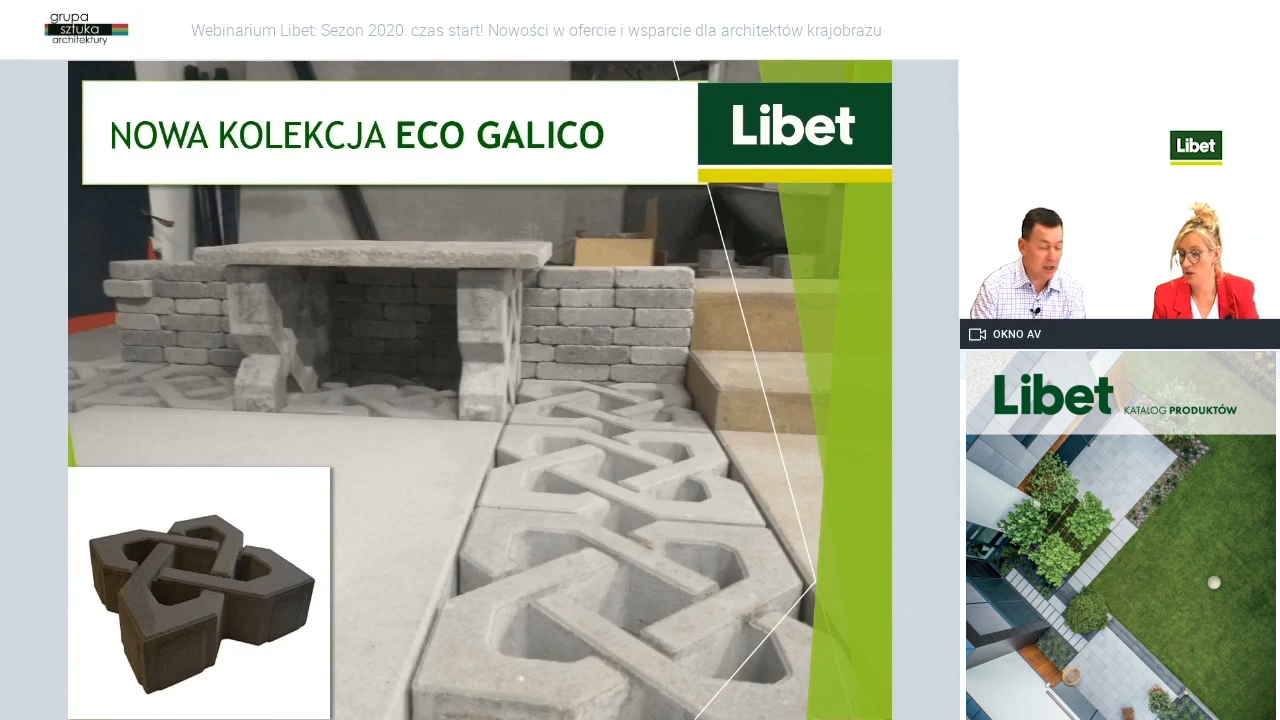 grupa
sztuka
architektury
Webinarium Libet: Sezon 2020: czas start! Nowości w ofercie i wsparcie dla architektów krajobrazu
NOWA KOLEKCJA ECO GALICO
Libet
Libet
OKNO AV
Libet KATALOG PRODUKTÓW